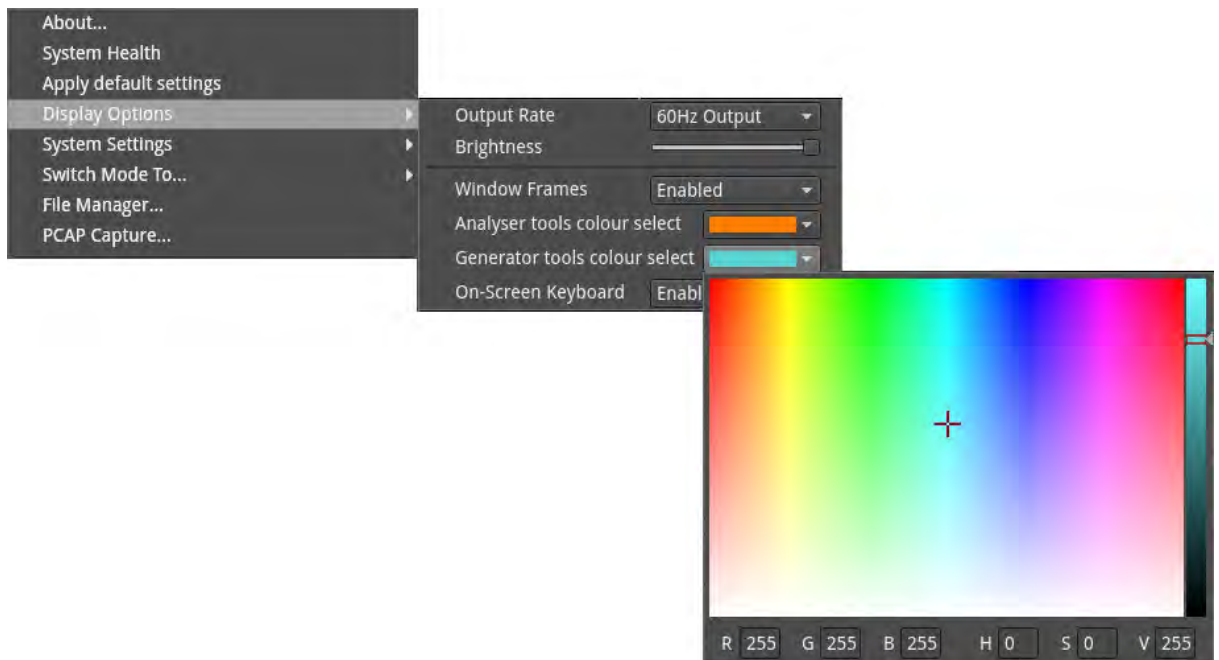 About...
System Health
Apply default settings
Display Options
System Settings
Switch Mode To...
File Manager...
PCAP Capture...
Output Rate 60Hz Output
Brightness
Window Frames Enabled
Analyser tools colour select
Generator tools colour select
On-Screen Keyboard Enabl
R 255 G 255 B 255 H 0 S 0 V 255